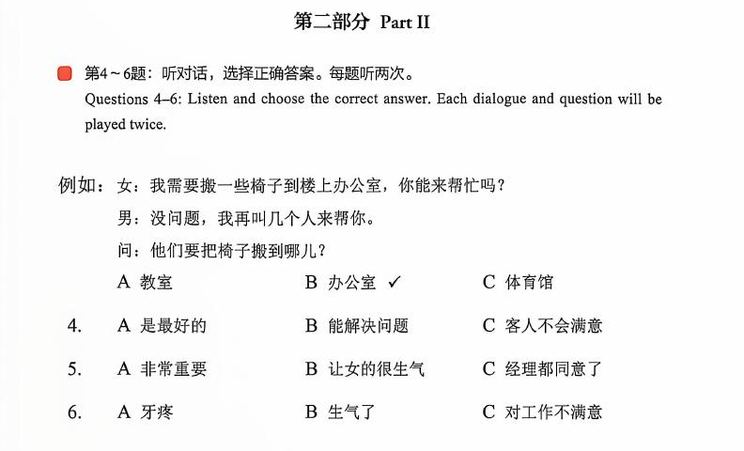 第二部分 Part II
第4～6题：听对话，选择正确答案。每题听两次。
Questions 4–6: Listen and choose the correct answer. Each dialogue and question will be
played twice.
例如：女：我需要搬一些椅子到楼上办公室，你能来帮忙吗？
男：没问题，我再叫几个人来帮你。
问：他们要把椅子搬到哪儿？
A 教室 B 办公室 ✓ C 体育馆
4. A 是最好的 B 能解决问题 C 客人不会满意
5. A 非常重要 B 让女的很生气 C 经理都同意了
6. A 牙疼 B 生气了 C 对工作不满意